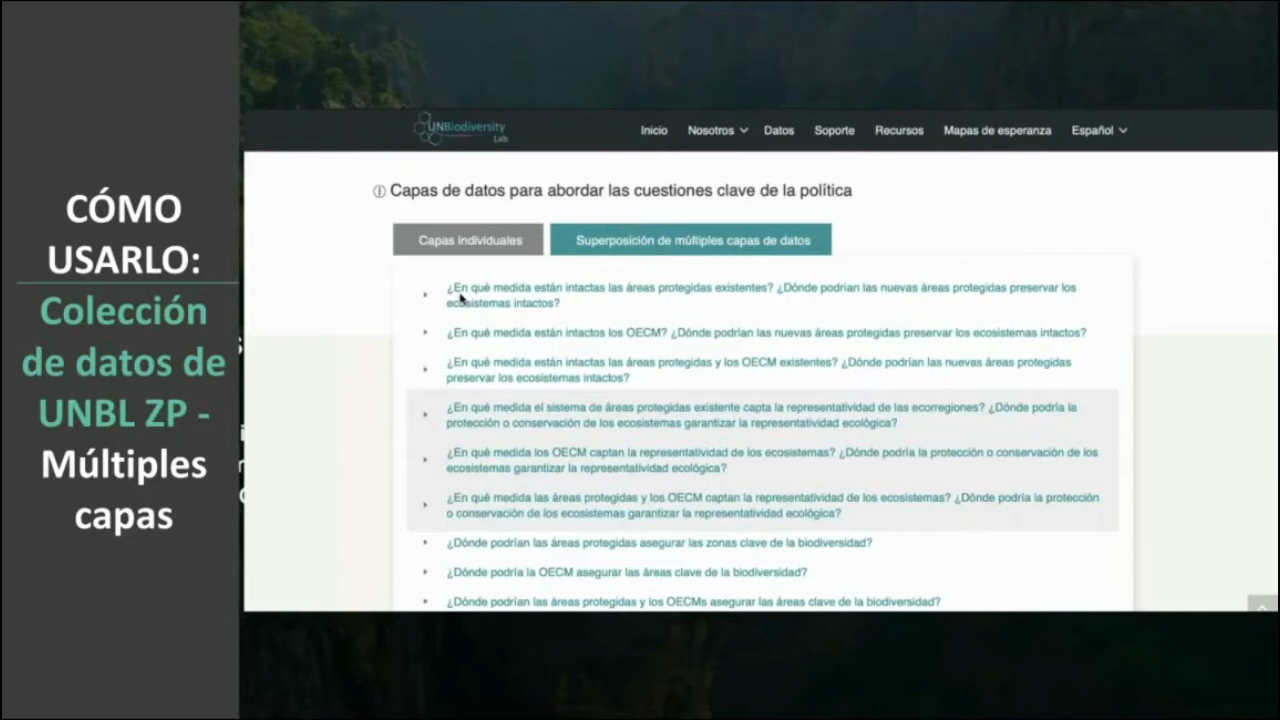 CÓMO
USARLO:
Colección
de datos de
UNBL ZP -
Múltiples
capas
UNBiodiversity
Lab
Inicio
Nosotros
Datos
Soporte
Recursos
Mapas de esperanza
Español
Capas de datos para abordar las cuestiones clave de la política
Capas individuales
Superposición de múltiples capas de datos
¿En qué medida están intactas las áreas protegidas existentes? ¿Dónde podrían las nuevas áreas protegidas preservar los
ecosistemas intactos?
¿En qué medida están intactos los OECM? ¿Dónde podrían las nuevas áreas protegidas preservar los ecosistemas intactos?
¿En qué medida están intactas las áreas protegidas y los OECM existentes? ¿Dónde podrían las nuevas áreas protegidas
preservar los ecosistemas intactos?
¿En qué medida el sistema de áreas protegidas existente capta la representatividad de las ecorregiones? ¿Dónde podría la
protección o conservación de los ecosistemas garantizar la representatividad ecológica?
¿En qué medida los OECM captan la representatividad de los ecosistemas? ¿Dónde podría la protección o conservación de los
ecosistemas garantizar la representatividad ecológica?
¿En qué medida las áreas protegidas y los OECM captan la representatividad de los ecosistemas? ¿Dónde podría la protección
o conservación de los ecosistemas garantizar la representatividad ecológica?
¿Dónde podrían las áreas protegidas asegurar las zonas clave de la biodiversidad?
¿Dónde podría la OECM asegurar las áreas clave de la biodiversidad?
¿Dónde podrían las áreas protegidas y los OECMs asegurar las áreas clave de la biodiversidad?